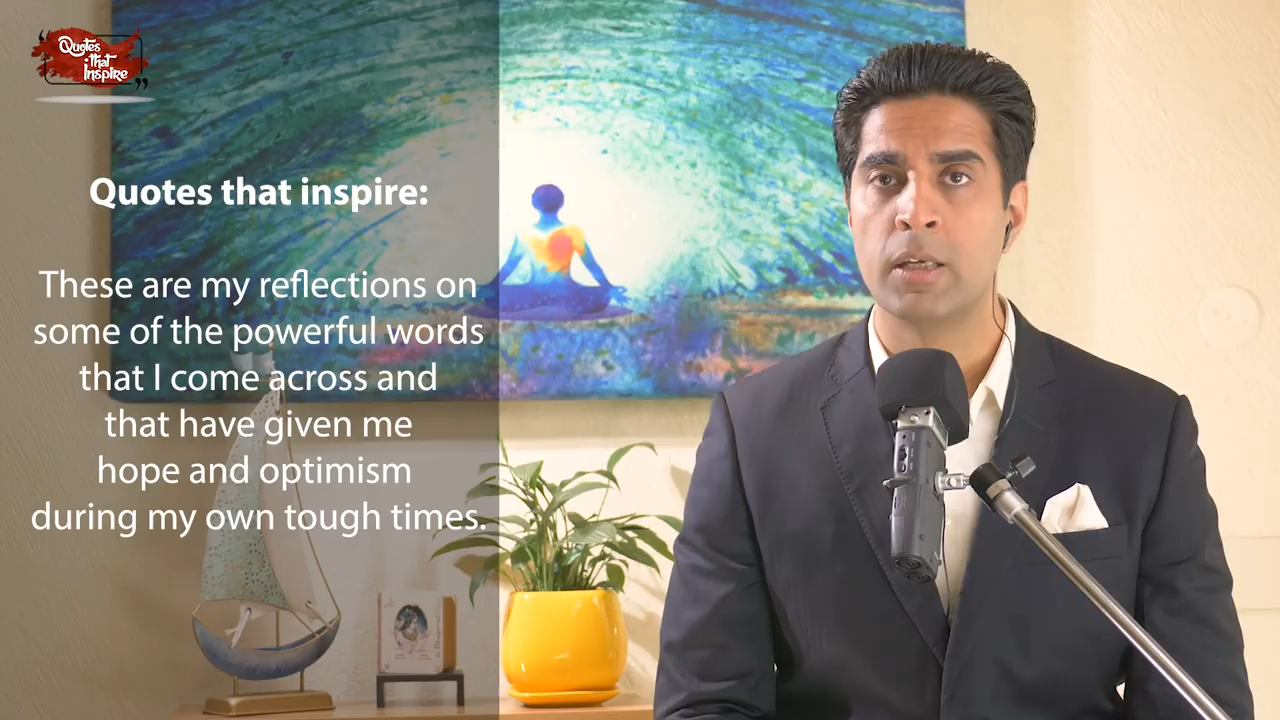 Quotes
that
Inspire
Quotes that inspire:
These are my reflections on
some of the powerful words
that I come across and
that have given me
hope and optimism
during my own tough times.